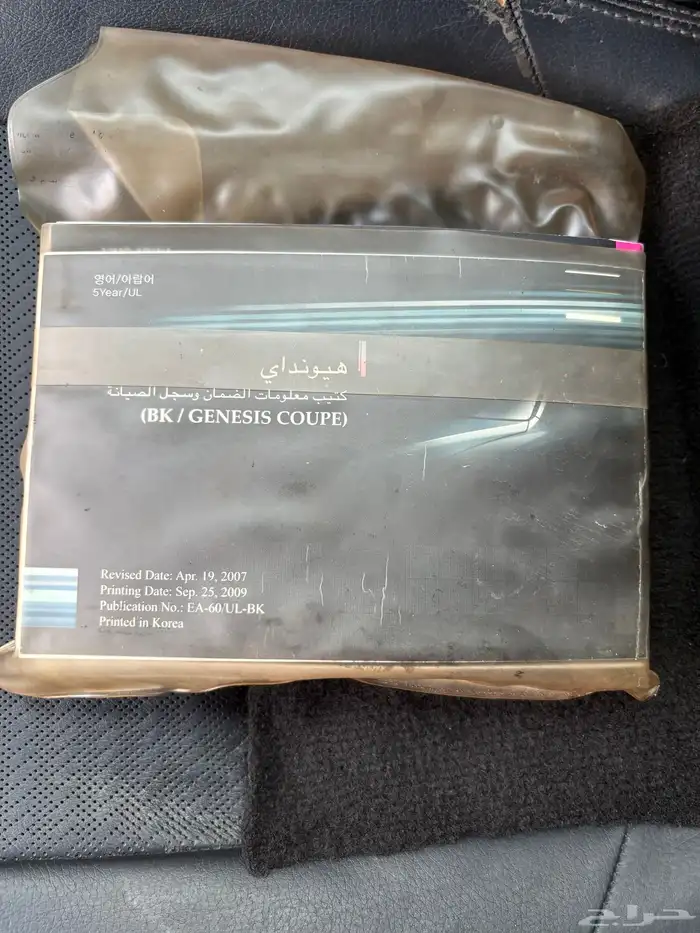 영어/아랍어
5Year/UL
هيونداي
كتيب معلومات الضمان وسجل الصيانة
(BK / GENESIS COUPE)
Revised Date: Apr. 19, 2007
Printing Date: Sep. 25, 2009
Publication No.: EA-60/UL-BK
Printed in Korea
حراج